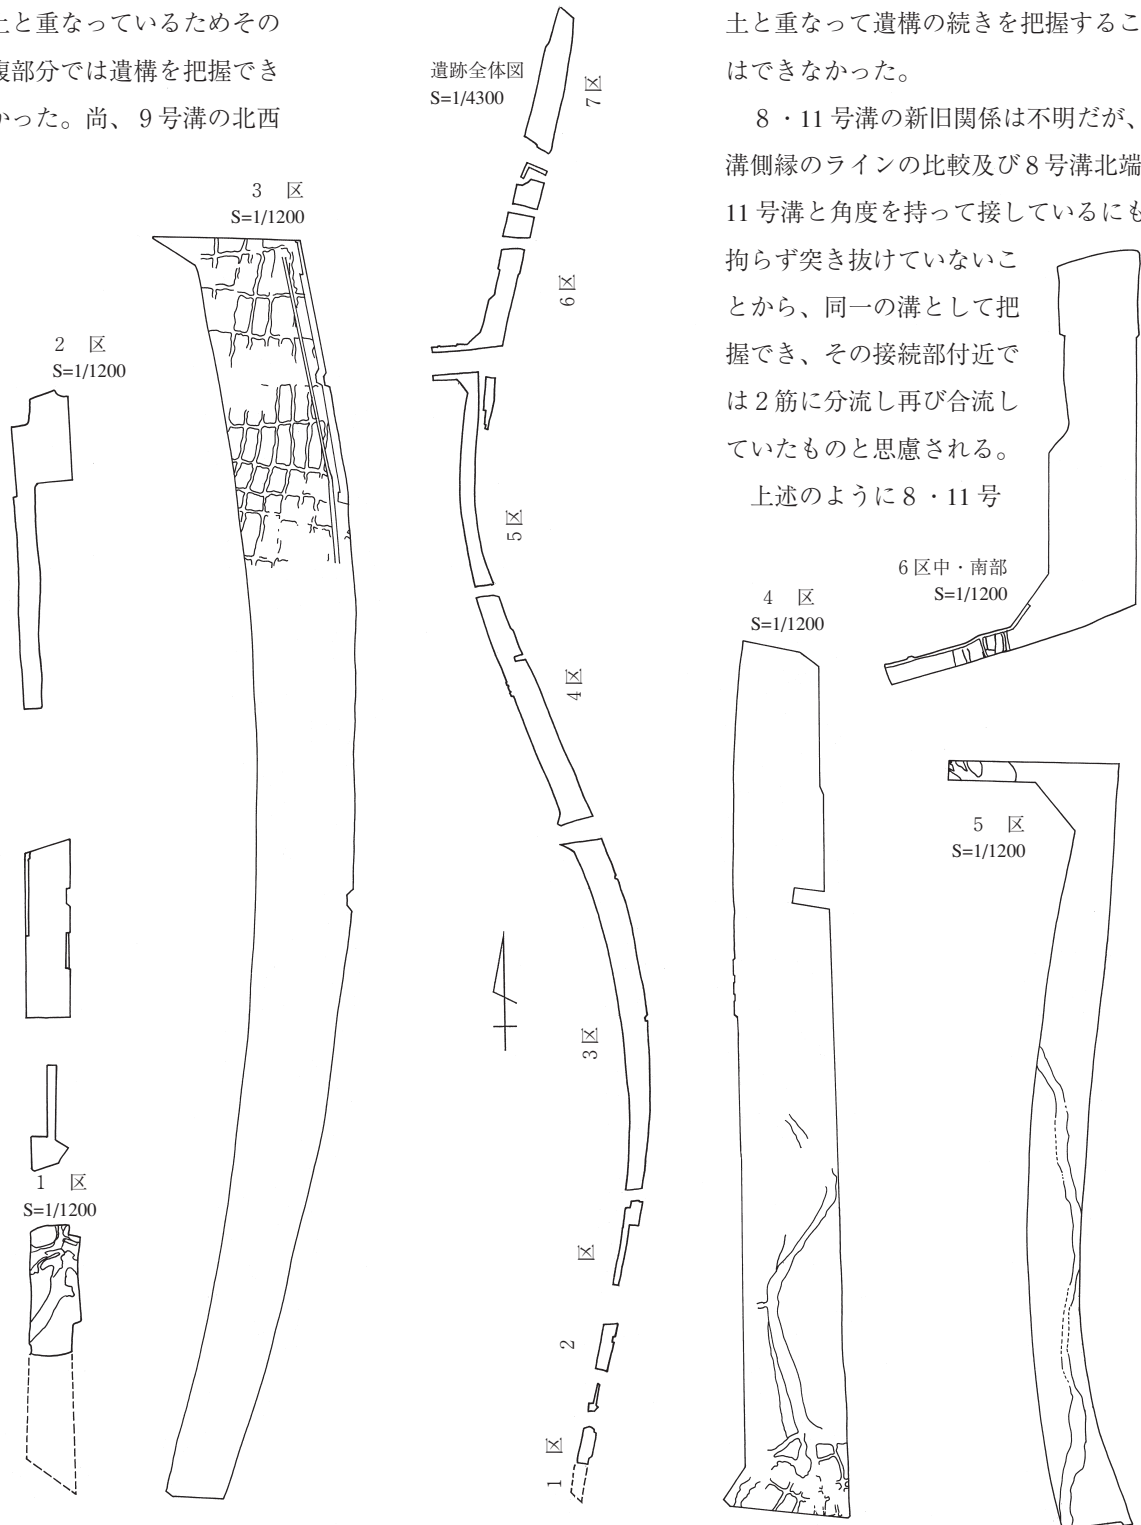 土と重なっているためその
複部分では遺構を把握でき
かった。尚、９号溝の北西
3　区
S=1/1200
2　区
S=1/1200
1　区
S=1/1200
遺跡全体図
S=1/4300
7区
6区
5区
4区
3区
区
2
1　区
土と重なって遺構の続きを把握するこ
はできなかった。
８・11 号溝の新旧関係は不明だが、
溝側縁のラインの比較及び８号溝北端
11 号溝と角度を持って接しているにも
拘らず突き抜けていないこ
とから、同一の溝として把
握でき、その接続部付近で
は２筋に分流し再び合流し
ていたものと思慮される。
上述のように８・11 号
6区中・南部
S=1/1200
4　区
S=1/1200
5　区
S=1/1200